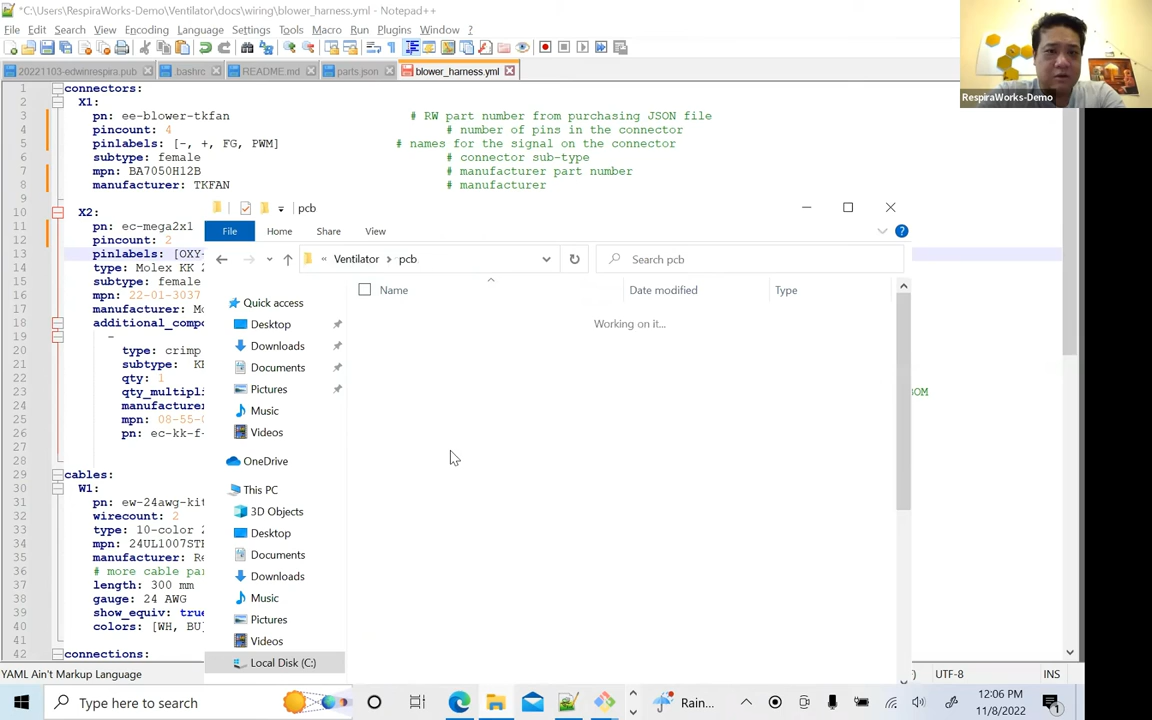 *C:\Users\RespiraWorks-Demo\Ventilator\docs\wiring\blower_harness.yml - Notepad++
File Edit Search View Encoding Language Settings Tools Macro Run Plugins Window ?
20221103-edwinrespira.pub .bashrc README.md parts.json blower_harness.yml
RespiraWorks-Demo
1 connectors:
2 X1:
3 pn: ee-blower-tkfan # RW part number from purchasing JSON file
4 pincount: 4 # number of pins in the connector
5 pinlabels: [-, +, FG, PWM] # names for the signal on the connector
6 subtype: female # connector sub-type
7 mpn: BA7050H12B # manufacturer part number
8 manufacturer: TKFAN # manufacturer
9
10 X2:
11 pn: ec-mega2x1
12 pincount: 2
13 pinlabels: [OXY-
14 type: Molex KK 2
15 subtype: female
16 mpn: 22-01-3037
17 manufacturer: Mo
18 additional_compo
19 -
20 type: crimp
21 subtype: KK
22 qty: 1
23 qty_multipli OM
24 manufacturer
25 mpn: 08-55-0
26 pn: ec-kk-f-
27
28
29 cables:
30 W1:
31 pn: ew-24awg-kit
32 wirecount: 2
33 type: 10-color 2
34 mpn: 24UL1007STR
35 manufacturer: Re
36 # more cable par
37 length: 300 mm
38 gauge: 24 AWG
39 show_equiv: true
40 colors: [WH, BU]
41
42 connections:
pcb
File Home Share View
« Ventilator pcb Search pcb
Name Date modified Type
Working on it...
Quick access
Desktop
Downloads
Documents
Pictures
Music
Videos
OneDrive
This PC
3D Objects
Desktop
Documents
Downloads
Music
Pictures
Videos
Local Disk (C:)
YAML Ain't Markup Language UTF-8 INS
Type here to search Rain... 12:06 PM
11/8/2022
1